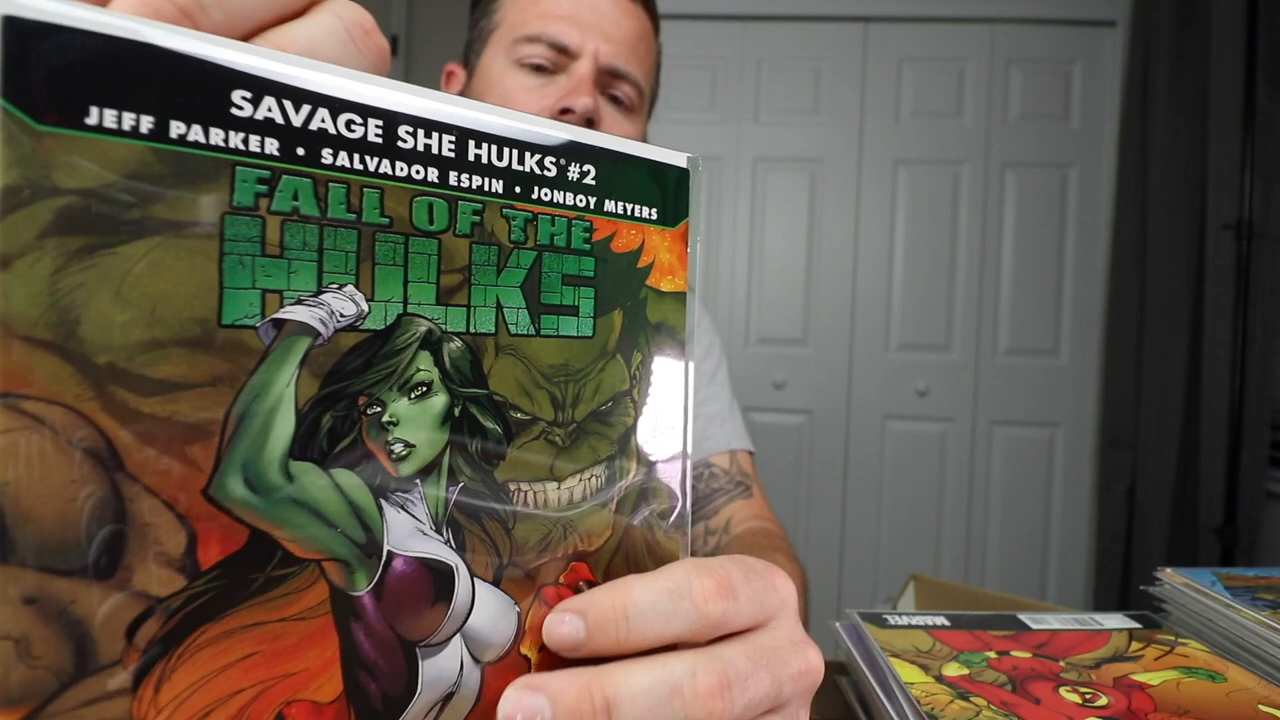 SAVAGE SHE HULKS® #2
JEFF PARKER • SALVADOR ESPIN • JONBOY MEYERS
FALL OF THE
HULKS
MARVEL